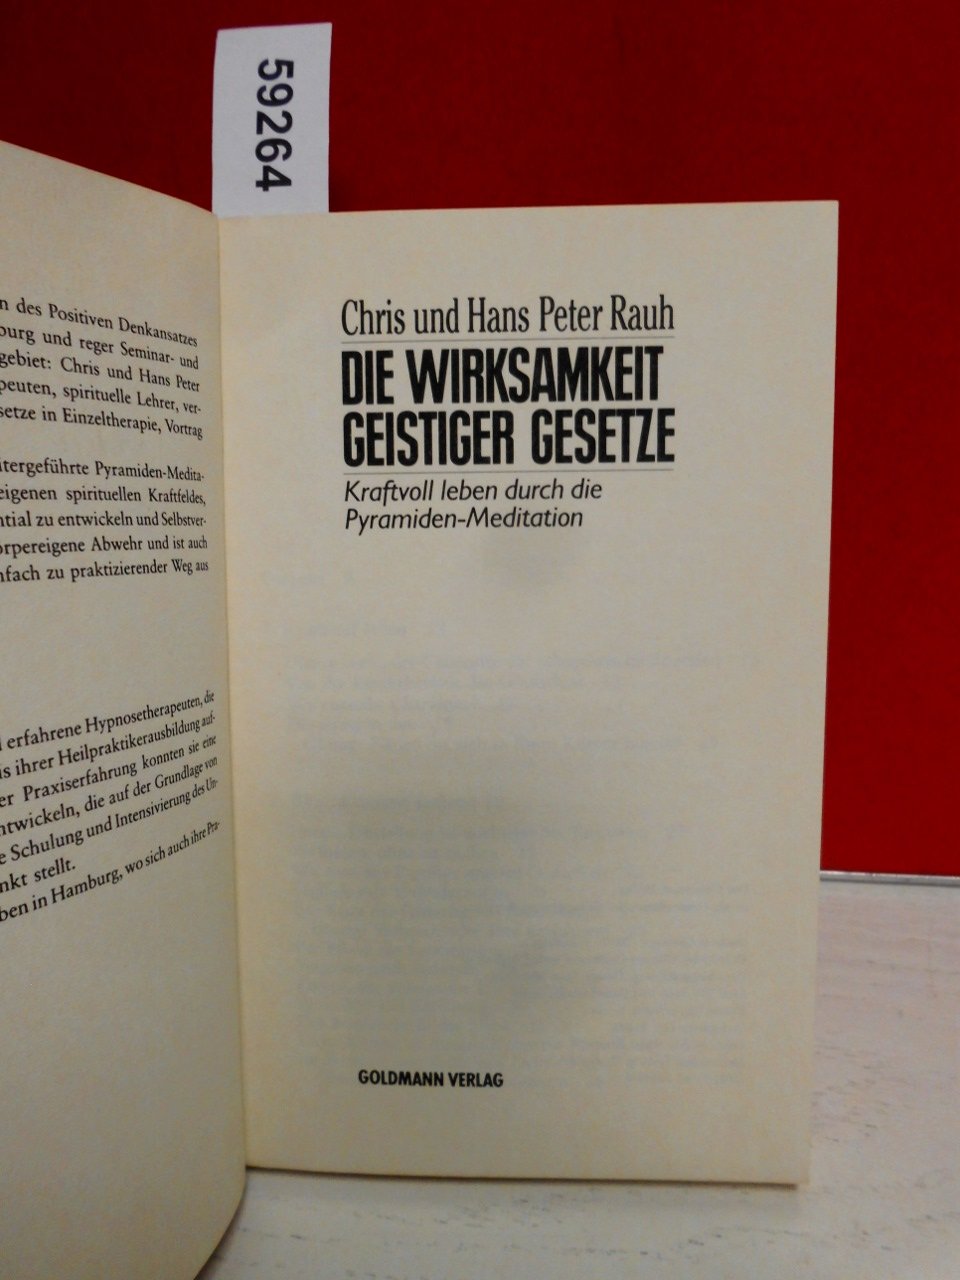 59264
n des Positiven Denkansatzes
burg und reger Seminar- und
gebiet: Chris und Hans Peter
peuten, spirituelle Lehrer, ver-
setze in Einzeltherapie, Vortrag
itergeführte Pyramiden-Medita-
eigenen spirituellen Kraftfeldes,
ntial zu entwickeln und Selbstver-
örpereigene Abwehr und ist auch
nfach zu praktizierender Weg aus
d erfahrene Hypnosetherapeuten, die
is ihrer Heilpraktikerausbildung auf-
er Praxiserfahrung konnten sie eine
ntwickeln, die auf der Grundlage von
e Schulung und Intensivierung des Un-
nkt stellt.
ben in Hamburg, wo sich auch ihre Pra-
Chris und Hans Peter Rauh
DIE WIRKSAMKEIT
GEISTIGER GESETZE
Kraftvoll leben durch die
Pyramiden-Meditation
GOLDMANN VERLAG